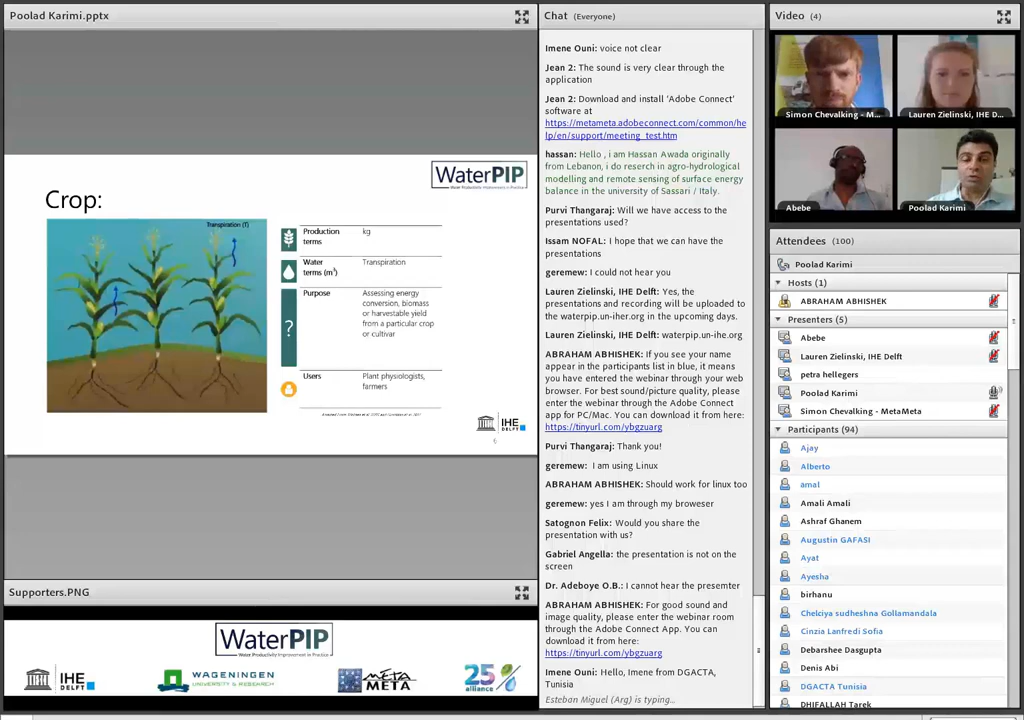 Poolad Karimi.pptx
WaterPIP
Water Productivity Improvement in Practice
Crop:
Transpiration (T)
Production
terms
kg
Water
terms (m³)
Transpiration
?
Purpose
Assessing energy
conversion, biomass
or harvestable yield
from a particular crop
or cultivar
Users
Plant physiologists,
farmers
IHE
DELFT
6
Supporters.PNG
WaterPIP
Water Productivity Improvement in Practice
IHE
DELFT
WAGENINGEN
UNIVERSITY & RESEARCH
META
META
25
alliance
Chat (Everyone)
Imene Ouni: voice not clear
Jean 2: The sound is very clear through the
application
Jean 2: Download and install 'Adobe Connect'
software at
https://metameta.adobeconnect.com/common/he
lp/en/support/meeting_test.htm
hassan: Hello , i am Hassan Awada originally
from Lebanon, i do reserch in agro-hydrological
modelling and remote sensing of surface energy
balance in the university of Sassari / Italy.
Purvi Thangaraj: Will we have access to the
presentations used?
Issam NOFAL: I hope that we can have the
presentations
geremew: I could not hear you
Lauren Zielinski, IHE Delft: Yes, the
presentations and recording will be uploaded to
the waterpip.un-iher.org in the upcoming days.
Lauren Zielinski, IHE Delft: waterpip.un-ihe.org
ABRAHAM ABHISHEK: If you see your name
appear in the participants list in blue, it means
you have entered the webinar through your web
browser. For best sound/picture quality, please
enter the webinar through the Adobe Connect
app for PC/Mac. You can download it from here:
https://tinyurl.com/ybgzuarg
Purvi Thangaraj: Thank you!
geremew: I am using Linux
ABRAHAM ABHISHEK: Should work for linux too
geremew: yes I am through my broweser
Satognon Felix: Would you share the
presentation with us?
Gabriel Angella: the presentation is not on the
screen
Dr. Adeboye O.B.: I cannot hear the presemter
ABRAHAM ABHISHEK: For good sound and
image quality, please enter the webinar room
through the Adobe Connect App. You can
download it from here:
https://tinyurl.com/ybgzuarg
Imene Ouni: Hello, Imene from DGACTA,
Tunisia
Esteban Miguel (Arg) is typing...
Video (4)
Simon Chevalking - M...
Lauren Zielinski, IHE D...
Abebe
Poolad Karimi
Attendees (100)
Poolad Karimi
Hosts (1)
ABRAHAM ABHISHEK
Presenters (5)
Abebe
Lauren Zielinski, IHE Delft
petra hellegers
Poolad Karimi
Simon Chevalking - MetaMeta
Participants (94)
Ajay
Alberto
amal
Amali Amali
Ashraf Ghanem
Augustin GAFASI
Ayat
Ayesha
birhanu
Chelciya sudheshna Gollamandala
Cinzia Lanfredi Sofia
Debarshee Dasgupta
Denis Abi
DGACTA Tunisia
DHIFALLAH Tarek